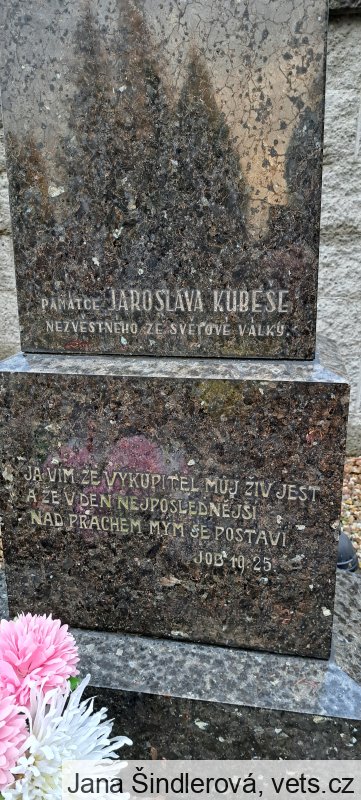 PAMÁTCE JAROSLAVA KUBEŠE
NEZVĚSTNÉHO ZE SVĚTOVÉ VÁLKY.
JÁ VÍM ŽE VYKUPITEL MŮJ ŽIV JEST
A ŽE V DEN NEJPOSLEDNĚJŠÍ
NAD PRACHEM MÝM SE POSTAVÍ.
JOB 19.25.
Jana Šindlerová, vets.cz